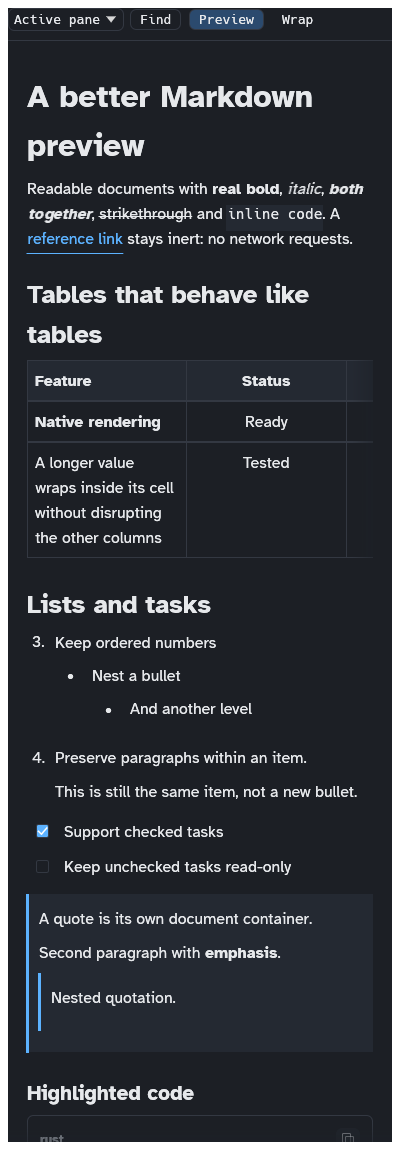 Active pane Find Preview Wrap
A better Markdown
preview
Readable documents with real bold, italic, both
together, strikethrough and inline code. A
reference link stays inert: no network requests.
Tables that behave like
tables
Feature Status
Native rendering Ready
A longer value Tested
wraps inside its cell
without disrupting
the other columns
Lists and tasks
3. Keep ordered numbers
• Nest a bullet
• And another level
4. Preserve paragraphs within an item.
This is still the same item, not a new bullet.
Support checked tasks
Keep unchecked tasks read-only
A quote is its own document container.
Second paragraph with emphasis.
Nested quotation.
Highlighted code
rust